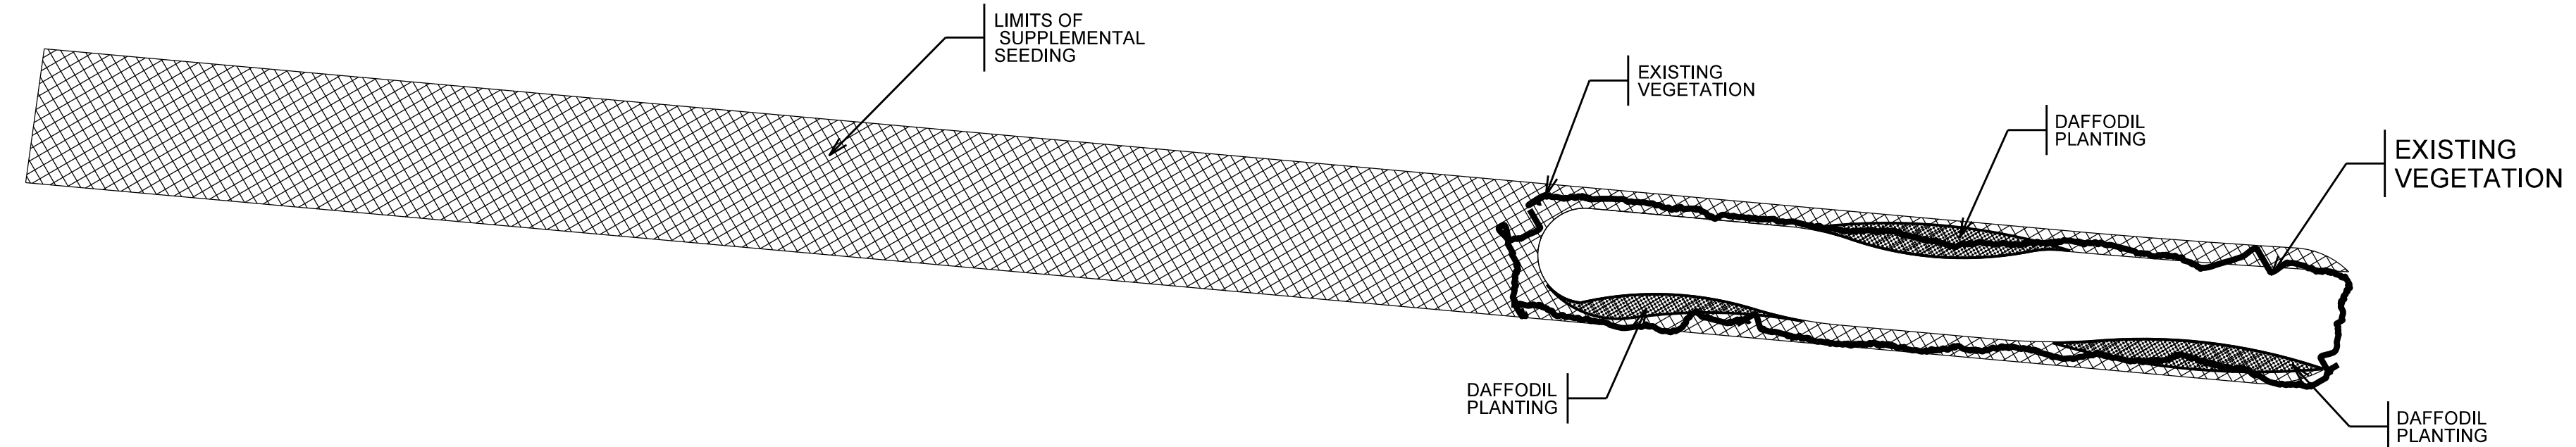 LIMITS OF
SUPPLEMENTAL
SEEDING
EXISTING
VEGETATION
DAFFODIL
PLANTING
EXISTING
VEGETATION
DAFFODIL
PLANTING
DAFFODIL
PLANTING